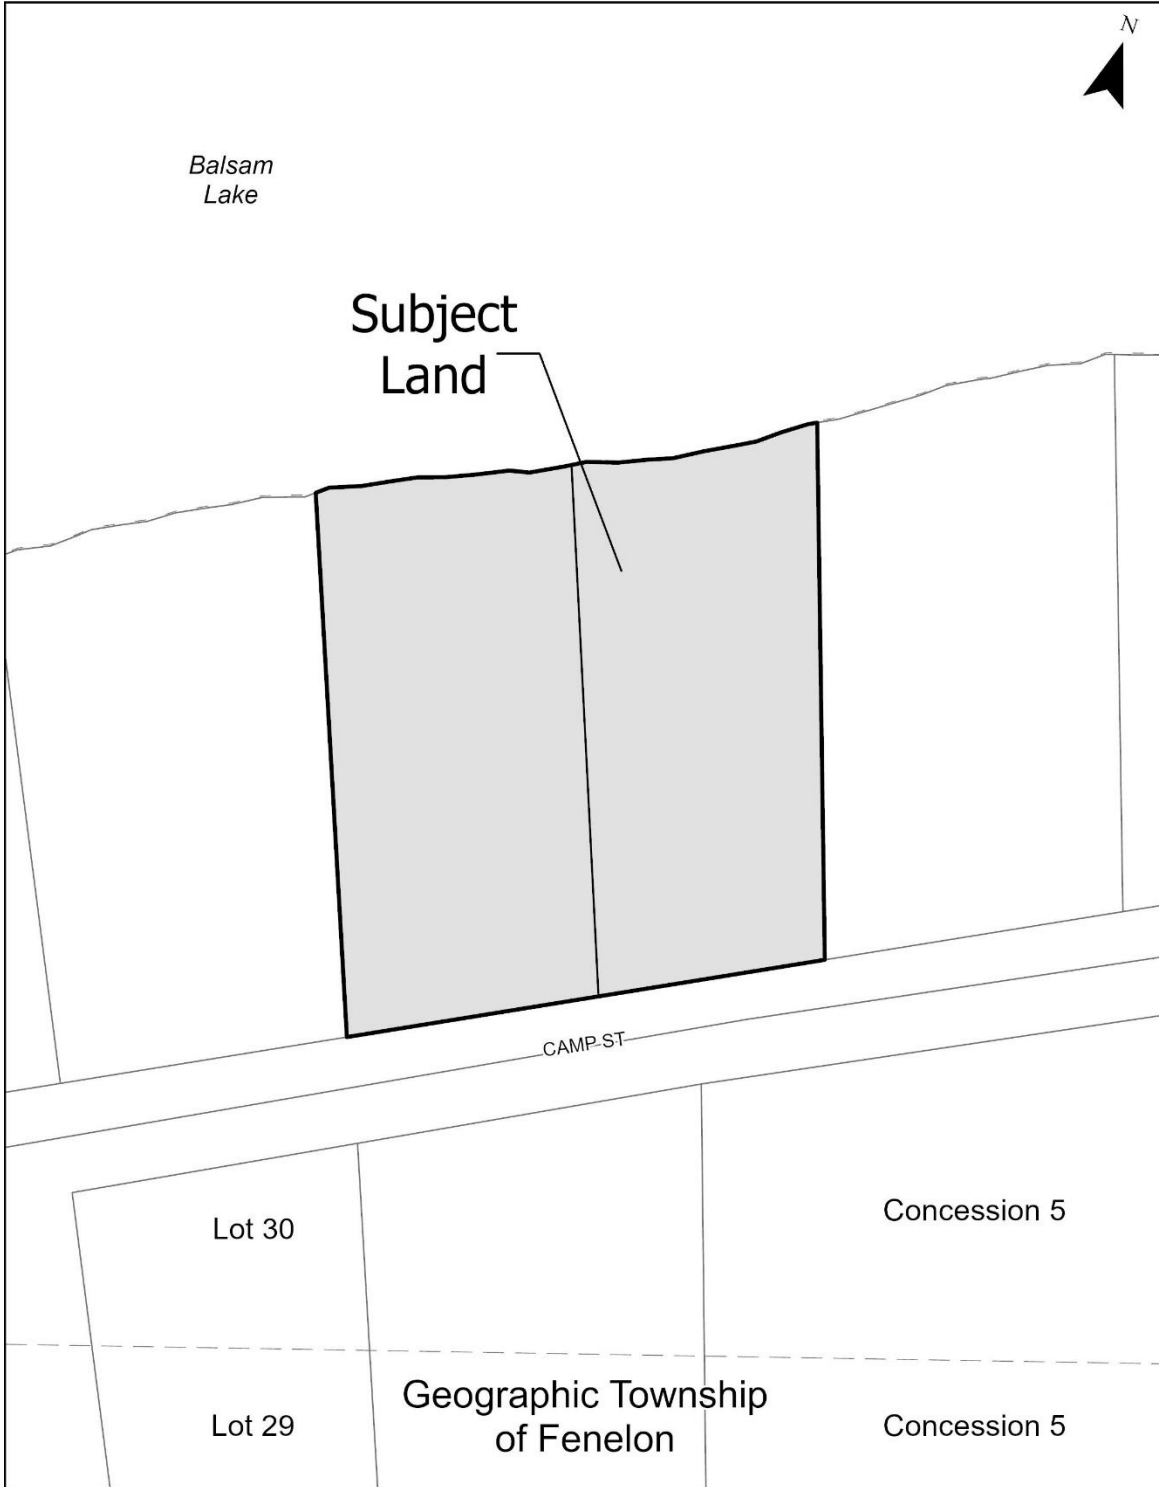 N
Balsam
Lake
Subject
Land
CAMP ST
Lot 30
Concession 5
Geographic Township
of Fenelon
Lot 29
Concession 5